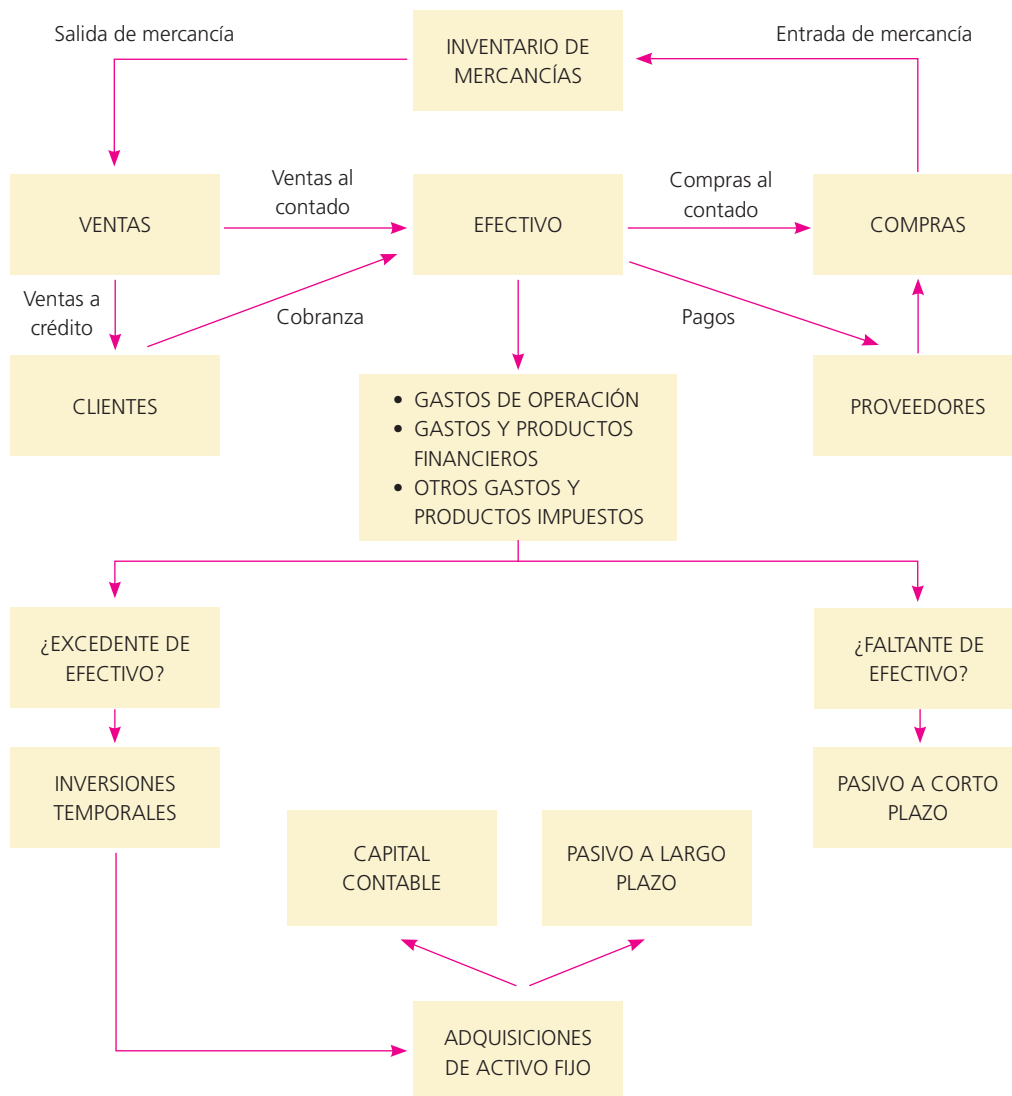 Salida de mercancía
INVENTARIO DE
MERCANCÍAS
Entrada de mercancía
VENTAS
Ventas al
contado
EFECTIVO
Compras al
contado
COMPRAS
Ventas a
crédito
Cobranza
Pagos
CLIENTES
• GASTOS DE OPERACIÓN
• GASTOS Y PRODUCTOS
FINANCIEROS
• OTROS GASTOS Y
PRODUCTOS IMPUESTOS
PROVEEDORES
¿EXCEDENTE DE
EFECTIVO?
¿FALTANTE DE
EFECTIVO?
INVERSIONES
TEMPORALES
PASIVO A CORTO
PLAZO
CAPITAL
CONTABLE
PASIVO A LARGO
PLAZO
ADQUISICIONES
DE ACTIVO FIJO